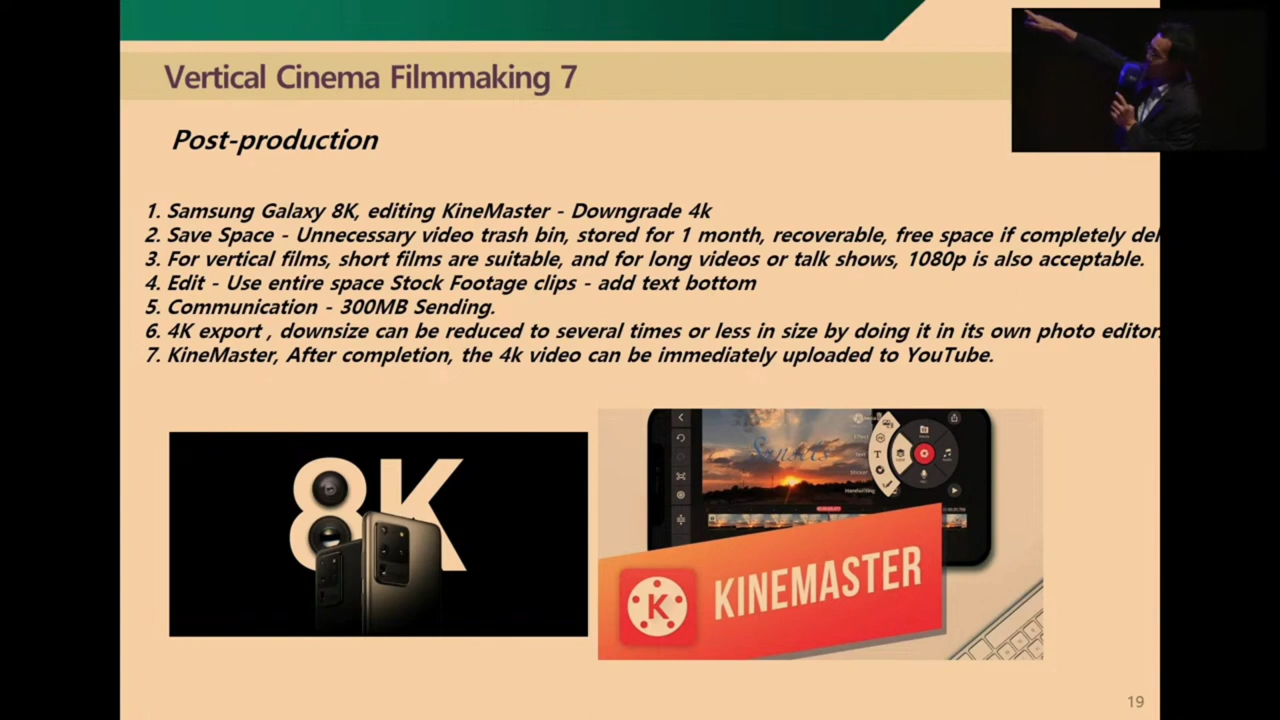 Vertical Cinema Filmmaking 7
Post-production
1. Samsung Galaxy 8K, editing KineMaster - Downgrade 4k
2. Save Space - Unnecessary video trash bin, stored for 1 month, recoverable, free space if completely del
3. For vertical films, short films are suitable, and for long videos or talk shows, 1080p is also acceptable.
4. Edit - Use entire space Stock Footage clips - add text bottom
5. Communication - 300MB Sending.
6. 4K export , downsize can be reduced to several times or less in size by doing it in its own photo editor.
7. KineMaster, After completion, the 4k video can be immediately uploaded to YouTube.
8K
Sunsets
Handwriting
K KINEMASTER
19